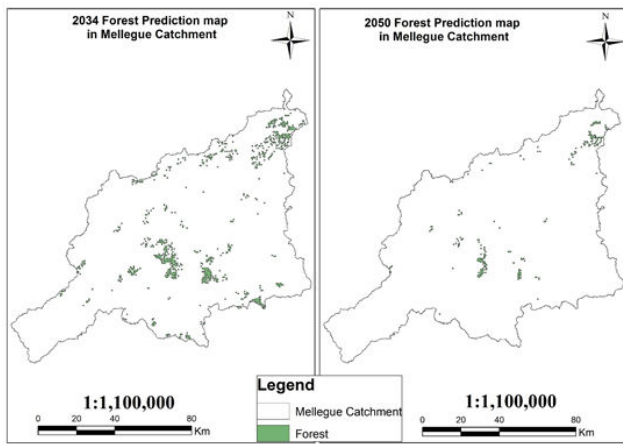 2034 Forest Prediction map
in Mellegue Catchment
N
1:1,100,000
0 20 40 80
Km
2050 Forest Prediction map
in Mellegue Catchment
N
1:1,100,000
0 20 40 80
Km
Legend
Mellegue Catchment
Forest